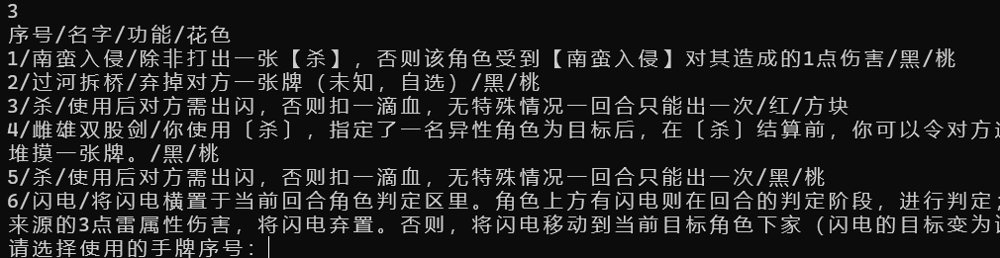 3
序号/名字/功能/花色
1/南蛮入侵/除非打出一张【杀】，否则该角色受到【南蛮入侵】对其造成的1点伤害/黑/桃
2/过河拆桥/弃掉对方一张牌（未知，自选）/黑/桃
3/杀/使用后对方需出闪，否则扣一滴血，无特殊情况一回合只能出一次/红/方块
4/雌雄双股剑/你使用〔杀〕，指定了一名异性角色为目标后，在〔杀〕结算前，你可以令对方
堆摸一张牌。/黑/桃
5/杀/使用后对方需出闪，否则扣一滴血，无特殊情况一回合只能出一次/黑/桃
6/闪电/将闪电横置于当前回合角色判定区里。角色上方有闪电则在回合的判定阶段，进行判定；
来源的3点雷属性伤害，将闪电弃置。否则，将闪电移动到当前目标角色下家（闪电的目标变为
请选择使用的手牌序号：